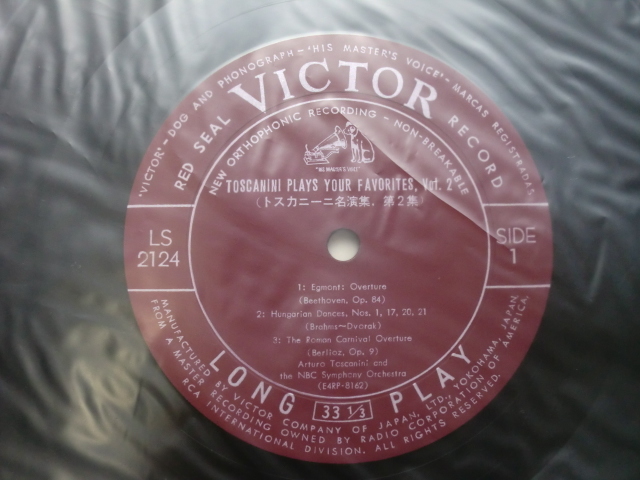 "VICTOR"– DOG AND PHONOGRAPH – "HIS MASTER'S VOICE" – MARCAS REGISTRADAS
RED SEAL VICTOR RECORD
NEW ORTHOPHONIC RECORDING – NON-BREAKABLE
"HIS MASTER'S VOICE"
TOSCANINI PLAYS YOUR FAVORITES, Vol. 2
(トスカニーニ名演集、第2集)
LS
2124
SIDE
1
1: Egmont: Overture
(Beethoven, Op. 84)
2: Hungarian Dances, Nos. 1, 17, 20, 21
(Brahms〜Dvorak)
3: The Roman Carnival Overture
(Berlioz, Op. 9)
Arturo Toscanini and
the NBC Symphony Orchestra
(E4RP-8162)
LONG 33 1/3 PLAY
MANUFACTURED BY VICTOR COMPANY OF JAPAN, LTD., YOKOHAMA, JAPAN
FROM A MASTER RECORDING OWNED BY RADIO CORPORATION OF AMERICA.
RCA INTERNATIONAL DIVISION. ALL RIGHTS RESERVED.